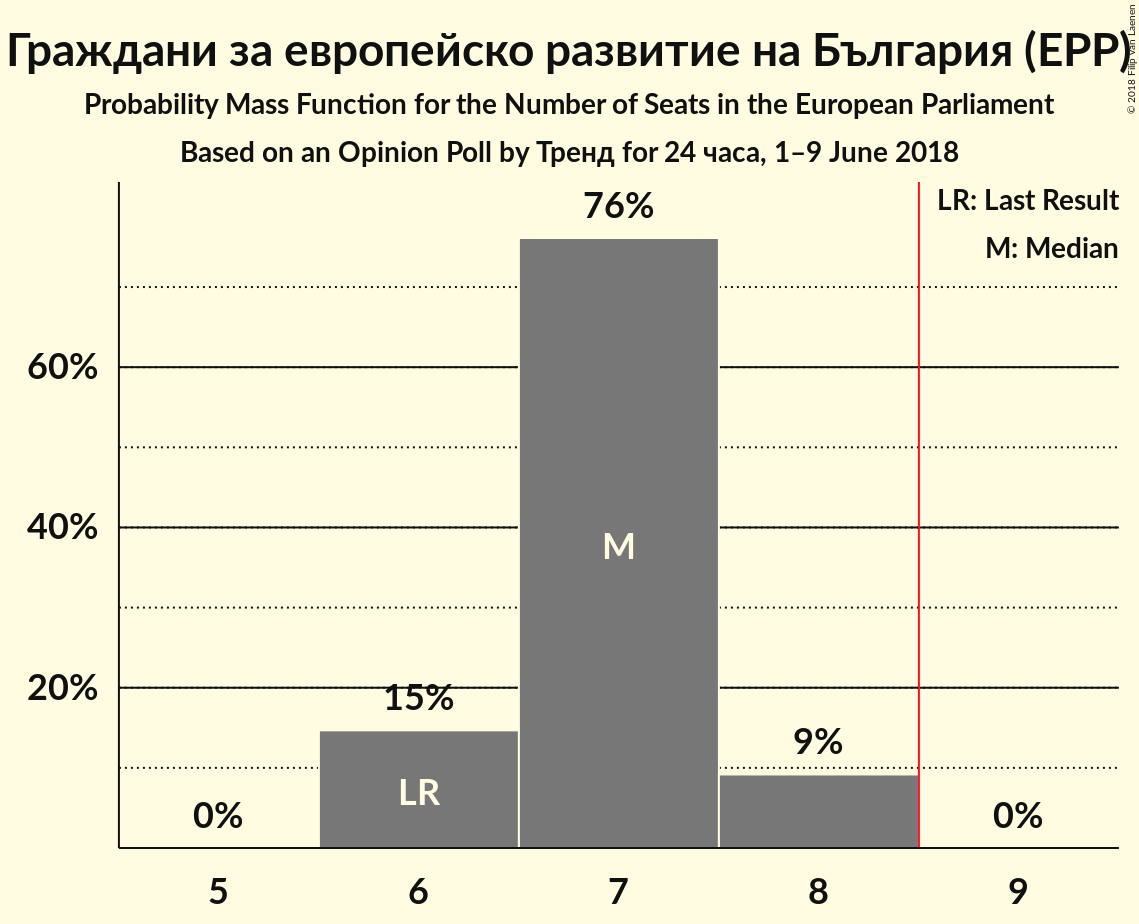 Граждани за европейско развитие на България (EPP)
© 2018 Filip van Laenen
Probability Mass Function for the Number of Seats in the European Parliament
Based on an Opinion Poll by Тренд for 24 часа, 1–9 June 2018
LR: Last Result
M: Median
76%
60%
M
40%
20%
15%
9%
LR
0%
0%
5
6
7
8
9